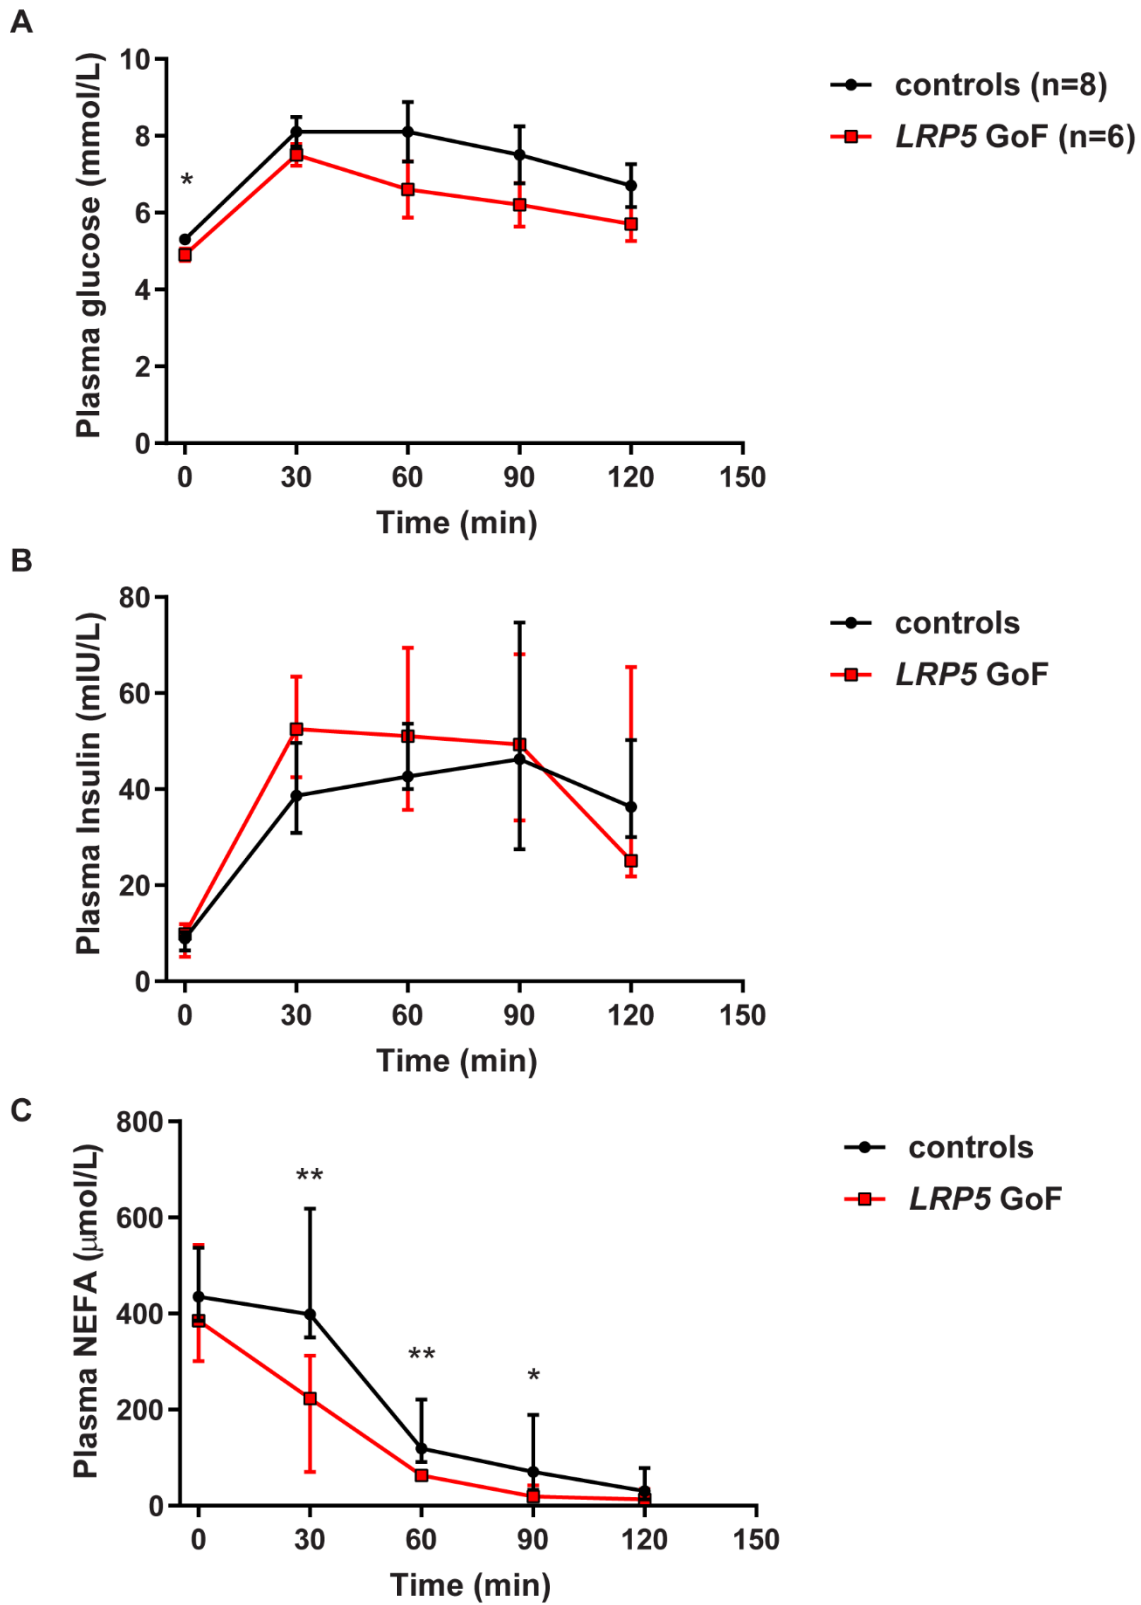 A
Plasma glucose (mmol/L)
10
8
6
4
2
0
*
0 30 60 90 120 150
Time (min)
controls (n=8)
LRP5 GoF (n=6)
B
Plasma Insulin (mIU/L)
80
60
40
20
0
0 30 60 90 120 150
Time (min)
controls
LRP5 GoF
C
Plasma NEFA (μmol/L)
800
600
400
200
0
**
**
*
0 30 60 90 120 150
Time (min)
controls
LRP5 GoF